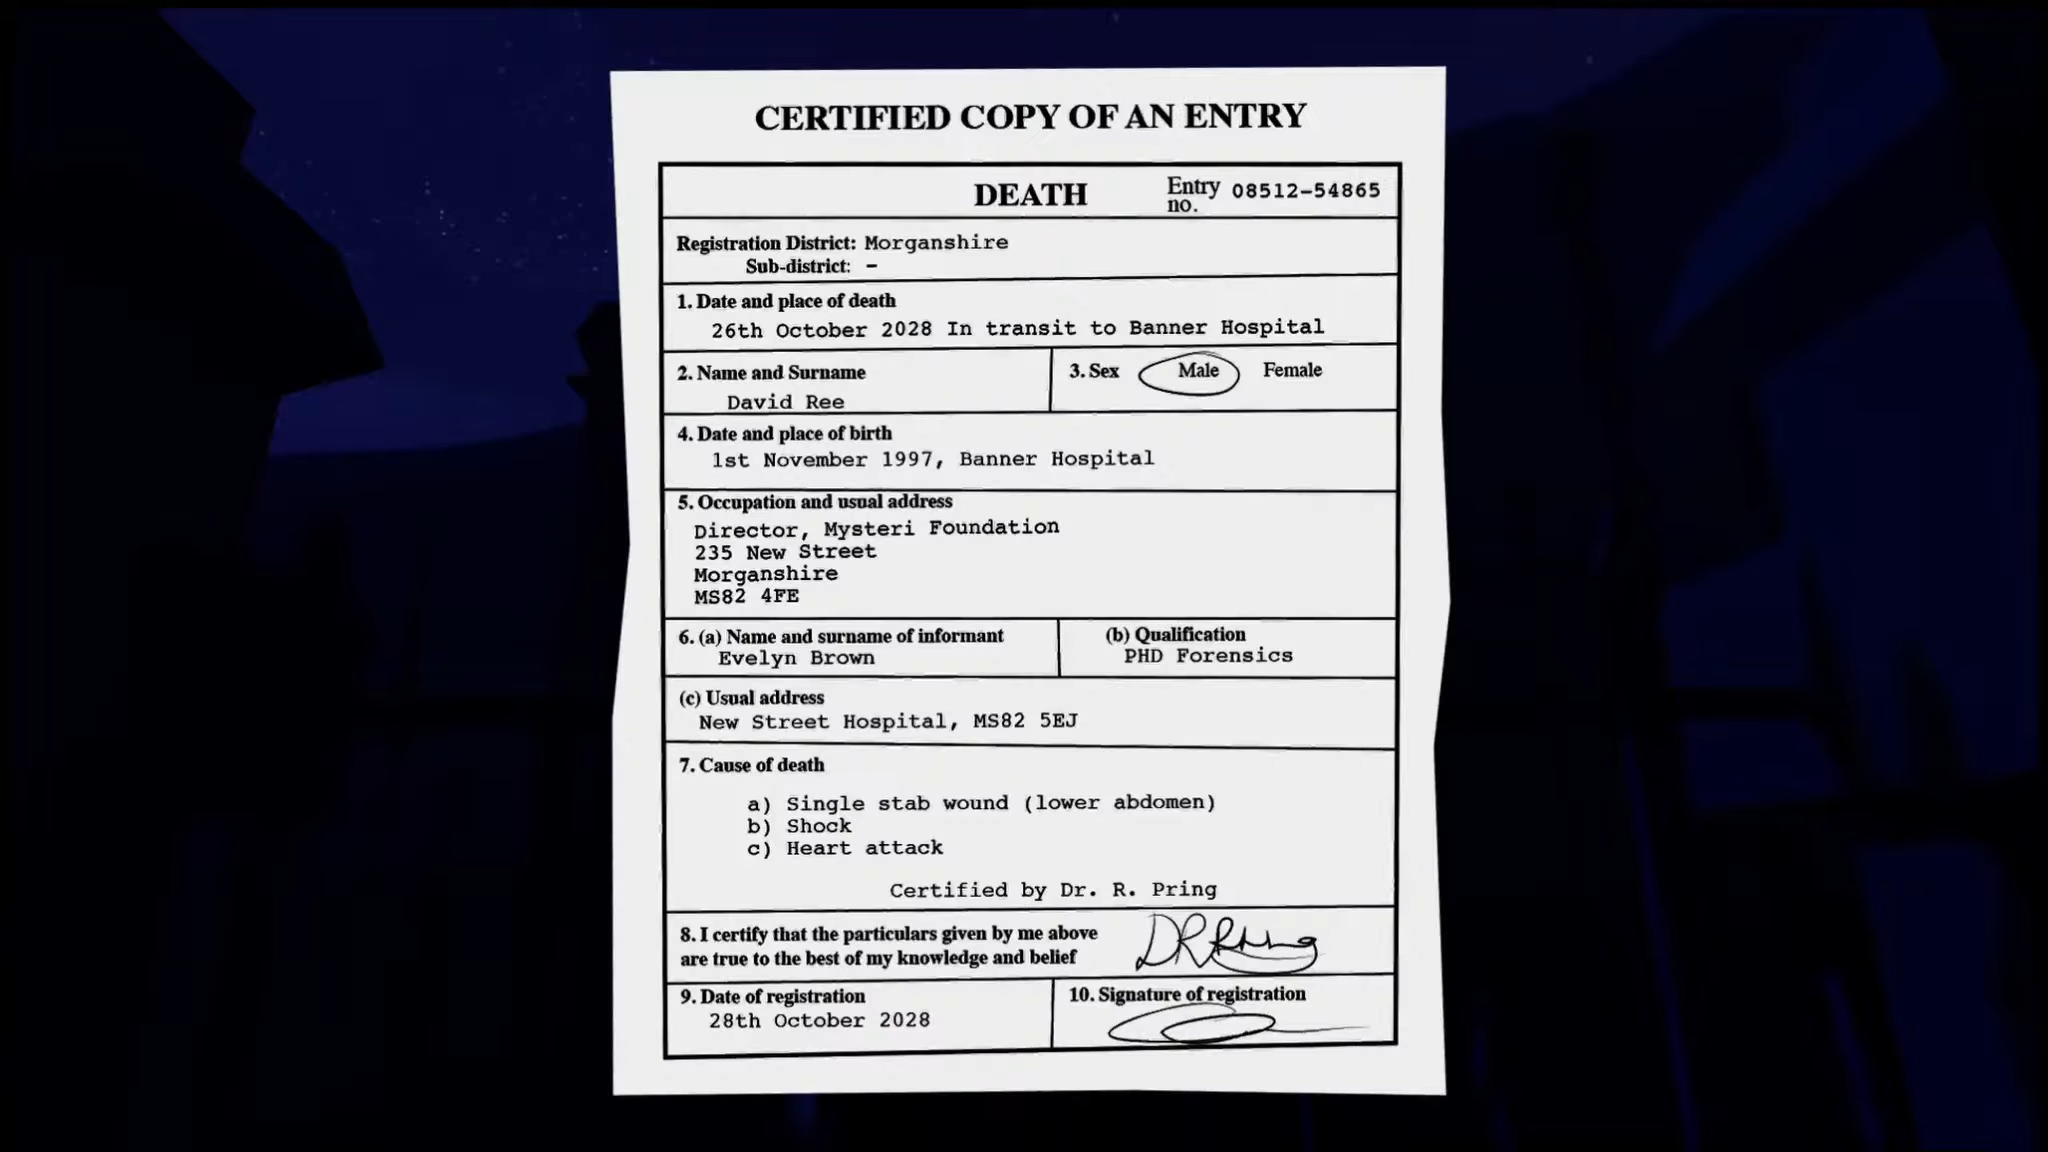 CERTIFIED COPY OF AN ENTRY
DEATH
Entry no. 08512-54865
Registration District: Morganshire
Sub-district: -
1. Date and place of death
26th October 2028 In transit to Banner Hospital
2. Name and Surname
David Ree
3. Sex Male Female
4. Date and place of birth
1st November 1997, Banner Hospital
5. Occupation and usual address
Director, Mysteri Foundation
235 New Street
Morganshire
MS82 4FE
6. (a) Name and surname of informant
Evelyn Brown
(b) Qualification
PHD Forensics
(c) Usual address
New Street Hospital, MS82 5EJ
7. Cause of death
a) Single stab wound (lower abdomen)
b) Shock
c) Heart attack
Certified by Dr. R. Pring
8. I certify that the particulars given by me above
are true to the best of my knowledge and belief
DR Pring
9. Date of registration
28th October 2028
10. Signature of registration